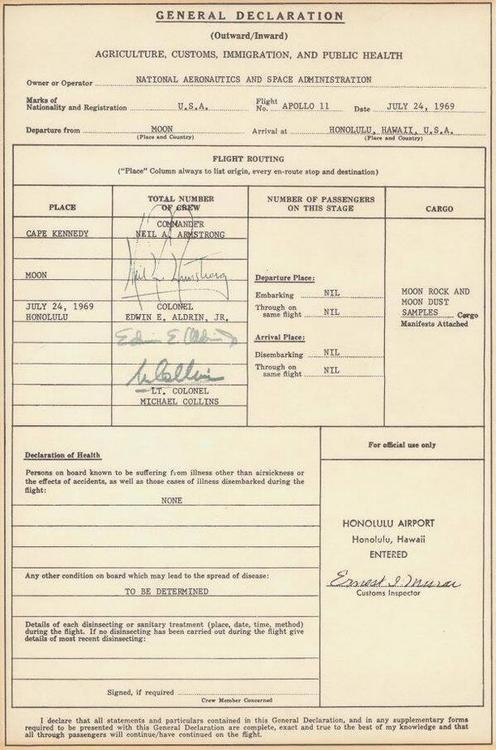 GENERAL DECLARATION
(Outward/Inward)
AGRICULTURE, CUSTOMS, IMMIGRATION, AND PUBLIC HEALTH
Owner or Operator NATIONAL AERONAUTICS AND SPACE ADMINISTRATION
Marks of
Nationality and Registration U.S.A. Flight
No. APOLLO 11 Date JULY 24, 1969
Departure from MOON Arrival at HONOLULU, HAWAII, U.S.A.
(Place and Country) (Place and Country)
FLIGHT ROUTING
("Place" Column always to list origin, every en-route stop and destination)
PLACE
TOTAL NUMBER
OF CREW
NUMBER OF PASSENGERS
ON THIS STAGE
CARGO
CAPE KENNEDY
MOON
JULY 24, 1969
HONOLULU
COMMANDER
NEIL A. ARMSTRONG
Neil A. Armstrong
COLONEL
EDWIN E. ALDRIN, JR.
Edwin E. Aldrin Jr
M Collins
LT. COLONEL
MICHAEL COLLINS
Departure Place:
Embarking NIL
Through on
same flight NIL
Arrival Place:
Disembarking NIL
Through on
same flight NIL
MOON ROCK AND
MOON DUST
SAMPLES Cargo
Manifests Attached
Declaration of Health
Persons on board known to be suffering from illness other than airsickness or
the effects of accidents, as well as those cases of illness disembarked during the
flight:
NONE
Any other condition on board which may lead to the spread of disease:
TO BE DETERMINED
Details of each disinsecting or sanitary treatment (place, date, time, method)
during the flight. If no disinsecting has been carried out during the flight give
details of most recent disinsecting:
Signed, if required
Crew Member Concerned
For official use only
HONOLULU AIRPORT
Honolulu, Hawaii
ENTERED
Ernest I. Murai
Customs Inspector
I declare that all statements and particulars contained in this General Declaration, and in any supplementary forms
required to be presented with this General Declaration are complete, exact and true to the best of my knowledge and that
all through passengers will continue/have continued on the flight.